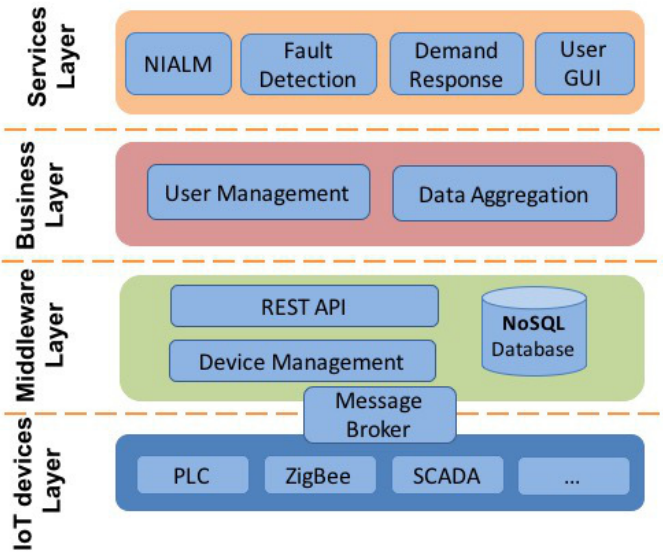 Services
Layer
NIALM
Fault
Detection
Demand
Response
User
GUI
Business
Layer
User Management
Data Aggregation
Middleware
Layer
REST API
Device Management
NoSQL
Database
Message
Broker
IoT devices
Layer
PLC
ZigBee
SCADA
...